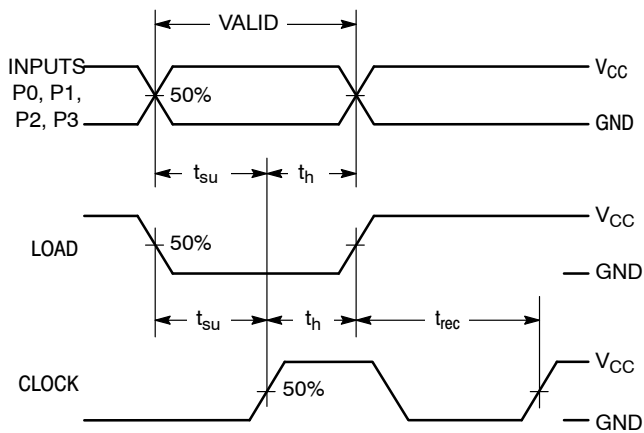 VALID
INPUTS
P0, P1,
P2, P3
50%
VCC
GND
tsu
th
LOAD
50%
VCC
GND
tsu
th
trec
CLOCK
50%
VCC
GND